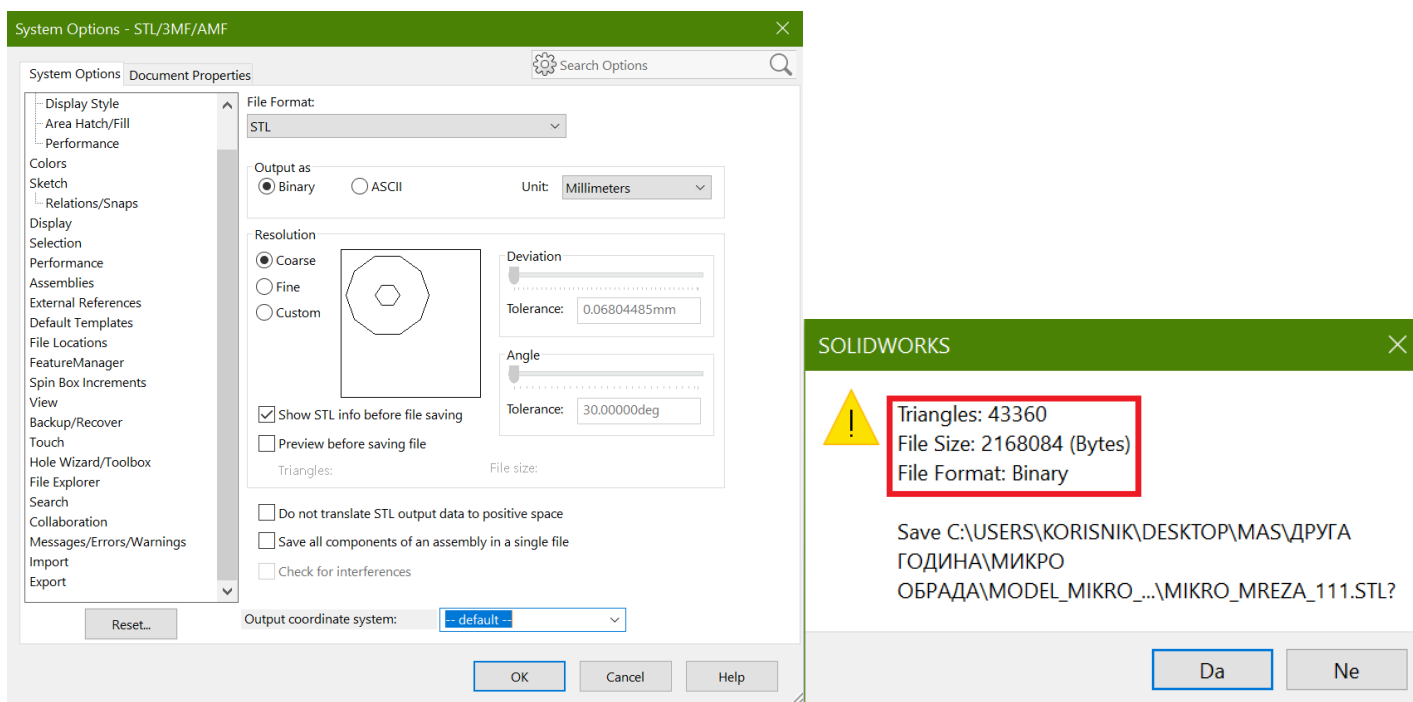 System Options - STL/3MF/AMF
System Options
Document Properties
Search Options
Display Style
Area Hatch/Fill
Performance
Colors
Sketch
Relations/Snaps
Display
Selection
Performance
Assemblies
External References
Default Templates
File Locations
FeatureManager
Spin Box Increments
View
Backup/Recover
Touch
Hole Wizard/Toolbox
File Explorer
Search
Collaboration
Messages/Errors/Warnings
Import
Export
Reset...
File Format:
STL
Output as
Binary
ASCII
Unit:
Millimeters
Resolution
Coarse
Fine
Custom
Deviation
Tolerance:
0.06804485mm
Angle
Tolerance:
30.00000deg
Show STL info before file saving
Preview before saving file
Triangles:
File size:
Do not translate STL output data to positive space
Save all components of an assembly in a single file
Check for interferences
Output coordinate system:
-- default --
OK
Cancel
Help
SOLIDWORKS
Triangles: 43360
File Size: 2168084 (Bytes)
File Format: Binary
Save C:\USERS\KORISNIK\DESKTOP\MAS\ДРУГА
ГОДИНА\МИКРО
ОБРАДА\MODEL_MIKRO_...\MIKRO_MREZA_111.STL?
Da
Ne